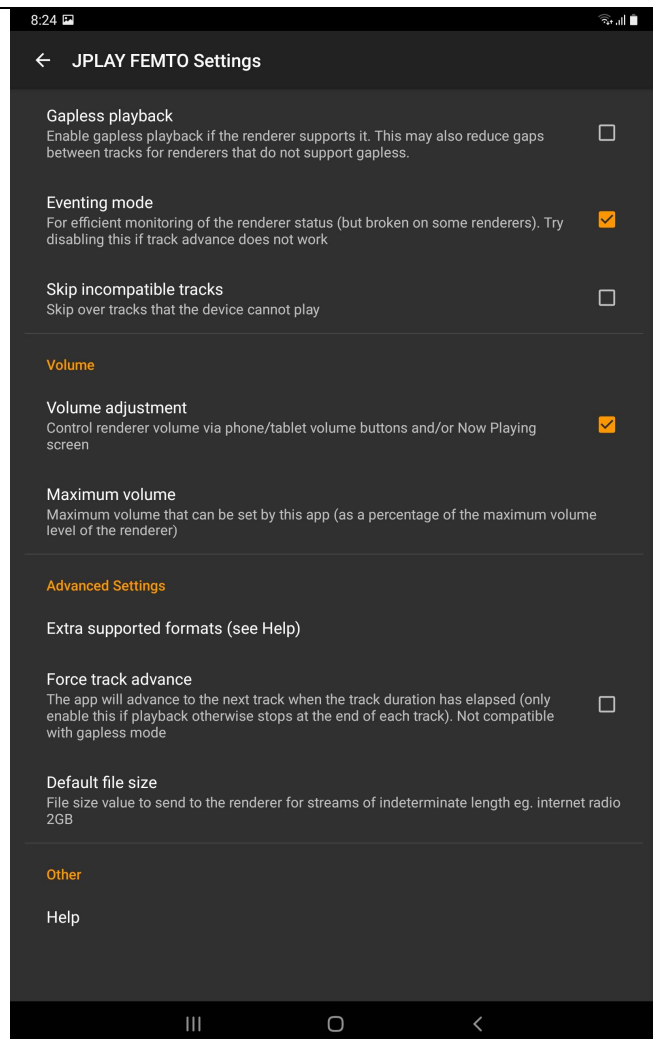 8:24
JPLAY FEMTO Settings
Gapless playback
Enable gapless playback if the renderer supports it. This may also reduce gaps
between tracks for renderers that do not support gapless.
Eventing mode
For efficient monitoring of the renderer status (but broken on some renderers). Try
disabling this if track advance does not work
Skip incompatible tracks
Skip over tracks that the device cannot play
Volume
Volume adjustment
Control renderer volume via phone/tablet volume buttons and/or Now Playing
screen
Maximum volume
Maximum volume that can be set by this app (as a percentage of the maximum volume
level of the renderer)
Advanced Settings
Extra supported formats (see Help)
Force track advance
The app will advance to the next track when the track duration has elapsed (only
enable this if playback otherwise stops at the end of each track). Not compatible
with gapless mode
Default file size
File size value to send to the renderer for streams of indeterminate length eg. internet radio
2GB
Other
Help